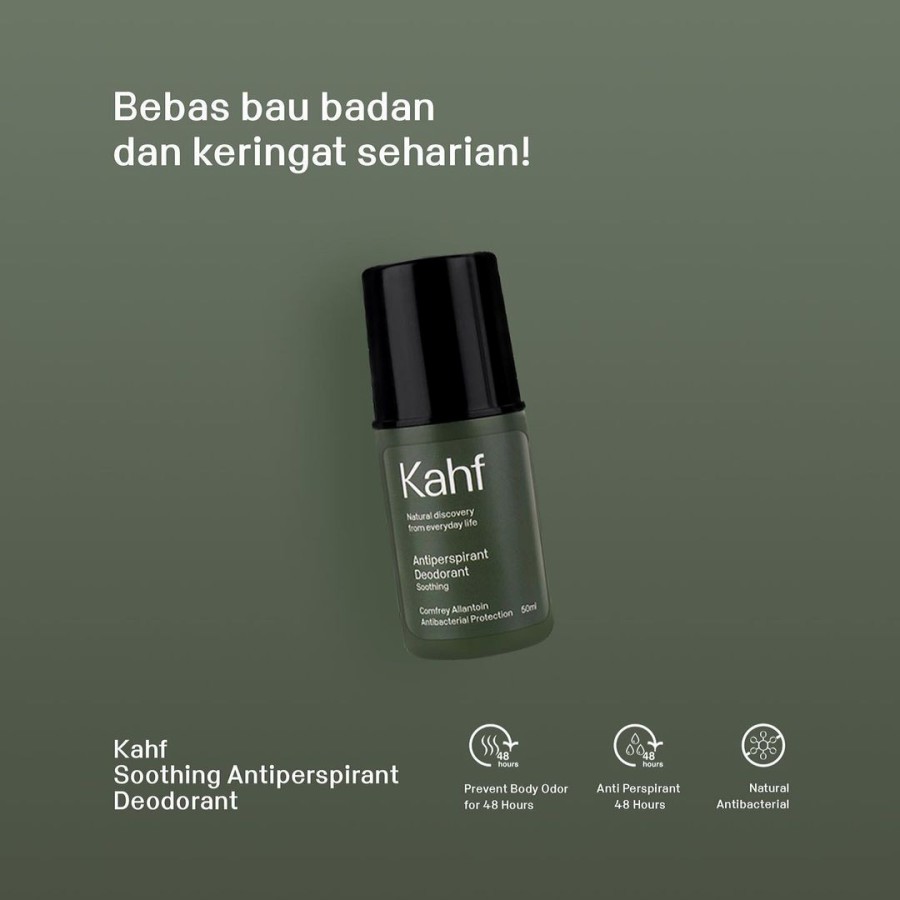 Bebas bau badan
dan keringat seharian!
Kahf
Natural discovery
from everyday life
Antiperspirant
Deodorant
Soothing
Comfrey Allantoin
Antibacterial Protection 50ml
Kahf
Soothing Antiperspirant
Deodorant
48
hours
Prevent Body Odor
for 48 Hours
48
hours
Anti Perspirant
48 Hours
Natural
Antibacterial